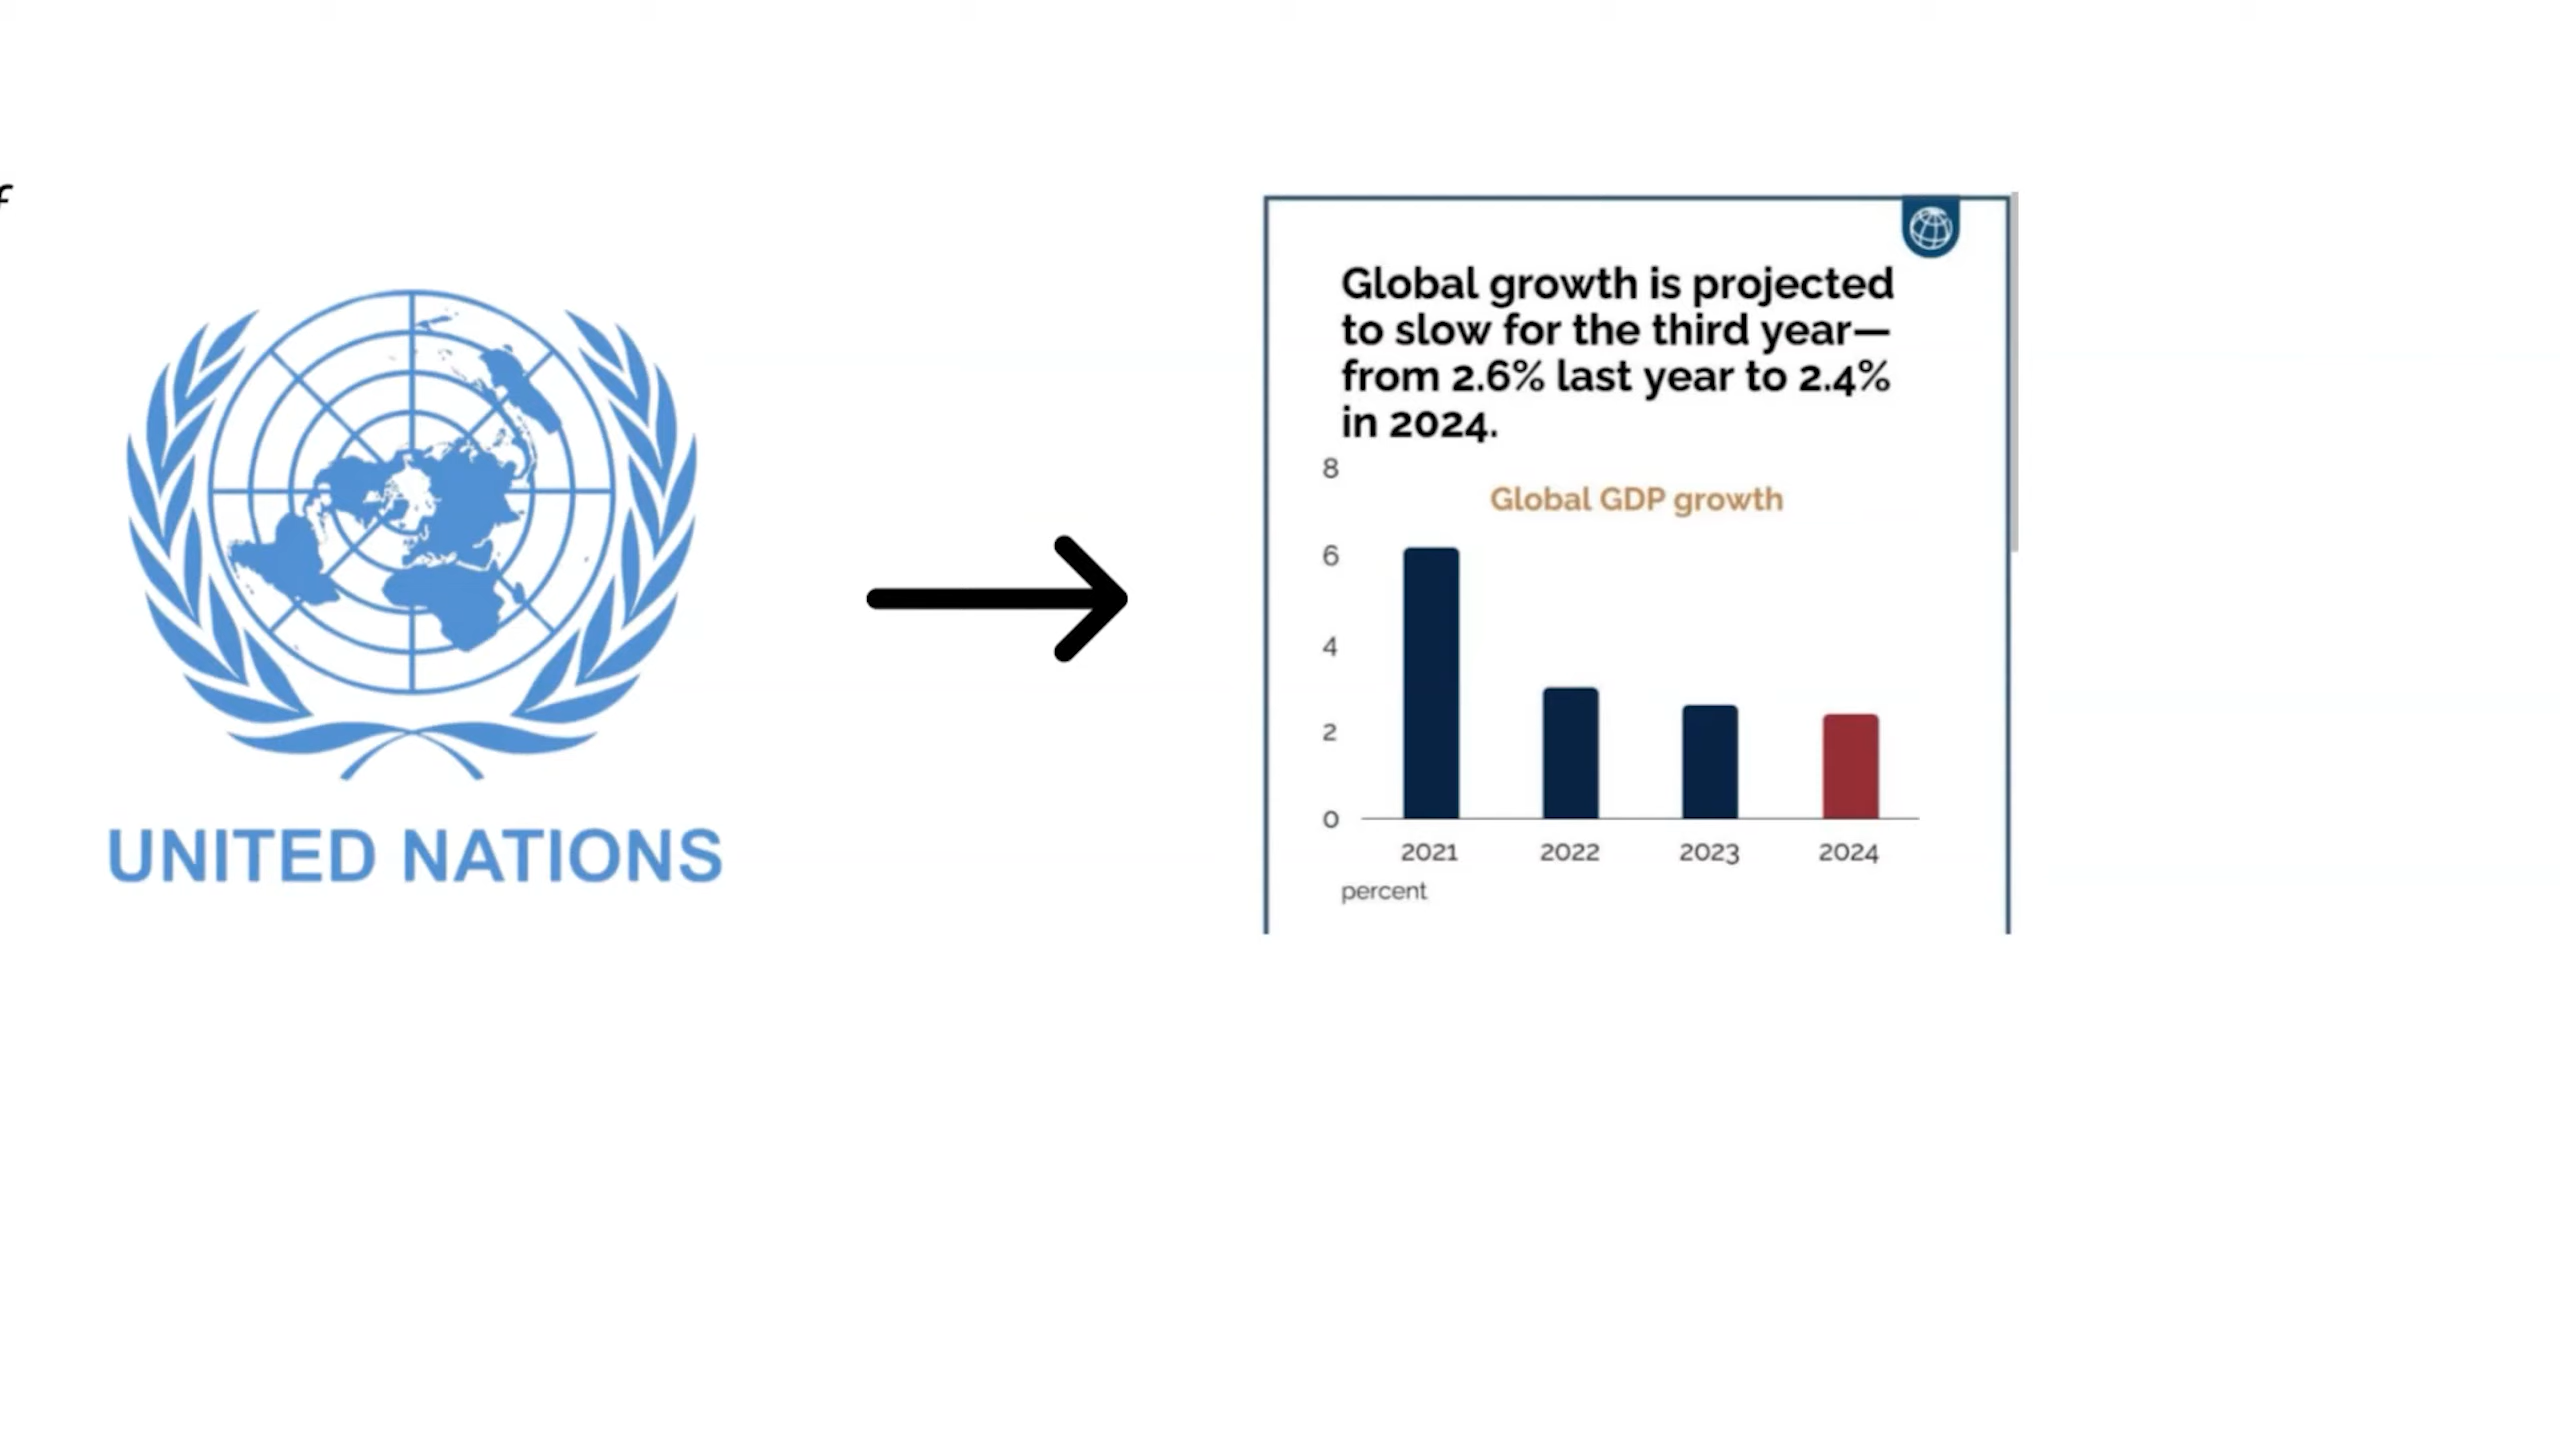 f
UNITED NATIONS
Global growth is projected
to slow for the third year—
from 2.6% last year to 2.4%
in 2024.
Global GDP growth
8
6
4
2
0
2021 2022 2023 2024
percent